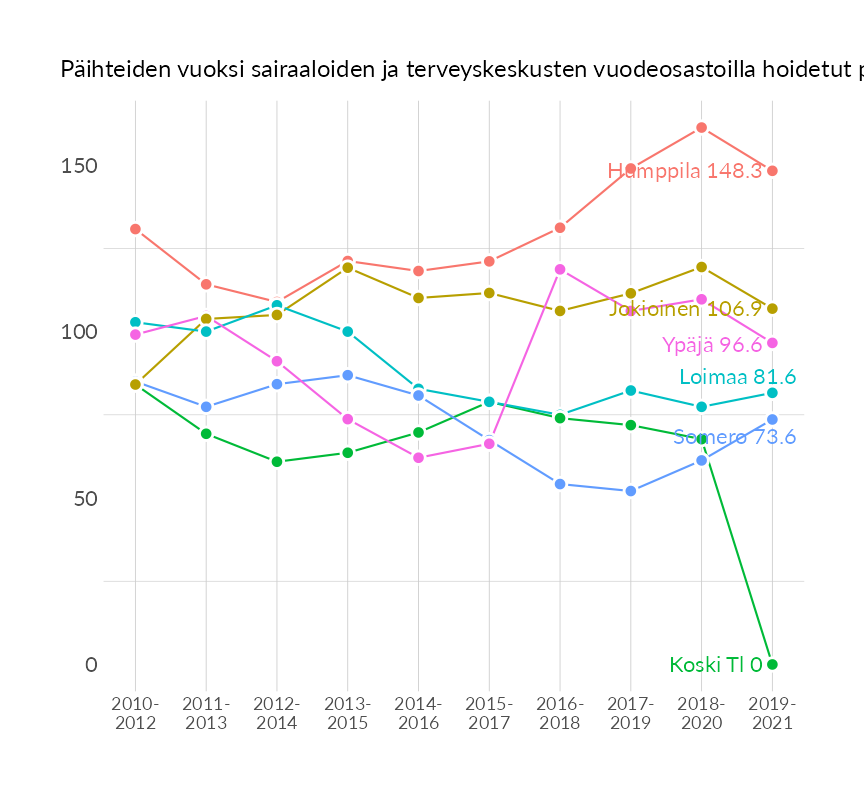 Päihteiden vuoksi sairaaloiden ja terveyskeskusten vuodeosastoilla hoidetut
150
100
50
0
Humppila 148.3
Jokioinen 106.9
Ypäjä 96.6
Loimaa 81.6
Somero 73.6
Koski Tl 0
2010- 2011- 2012- 2013- 2014- 2015- 2016- 2017- 2018- 2019-
2012 2013 2014 2015 2016 2017 2018 2019 2020 2021